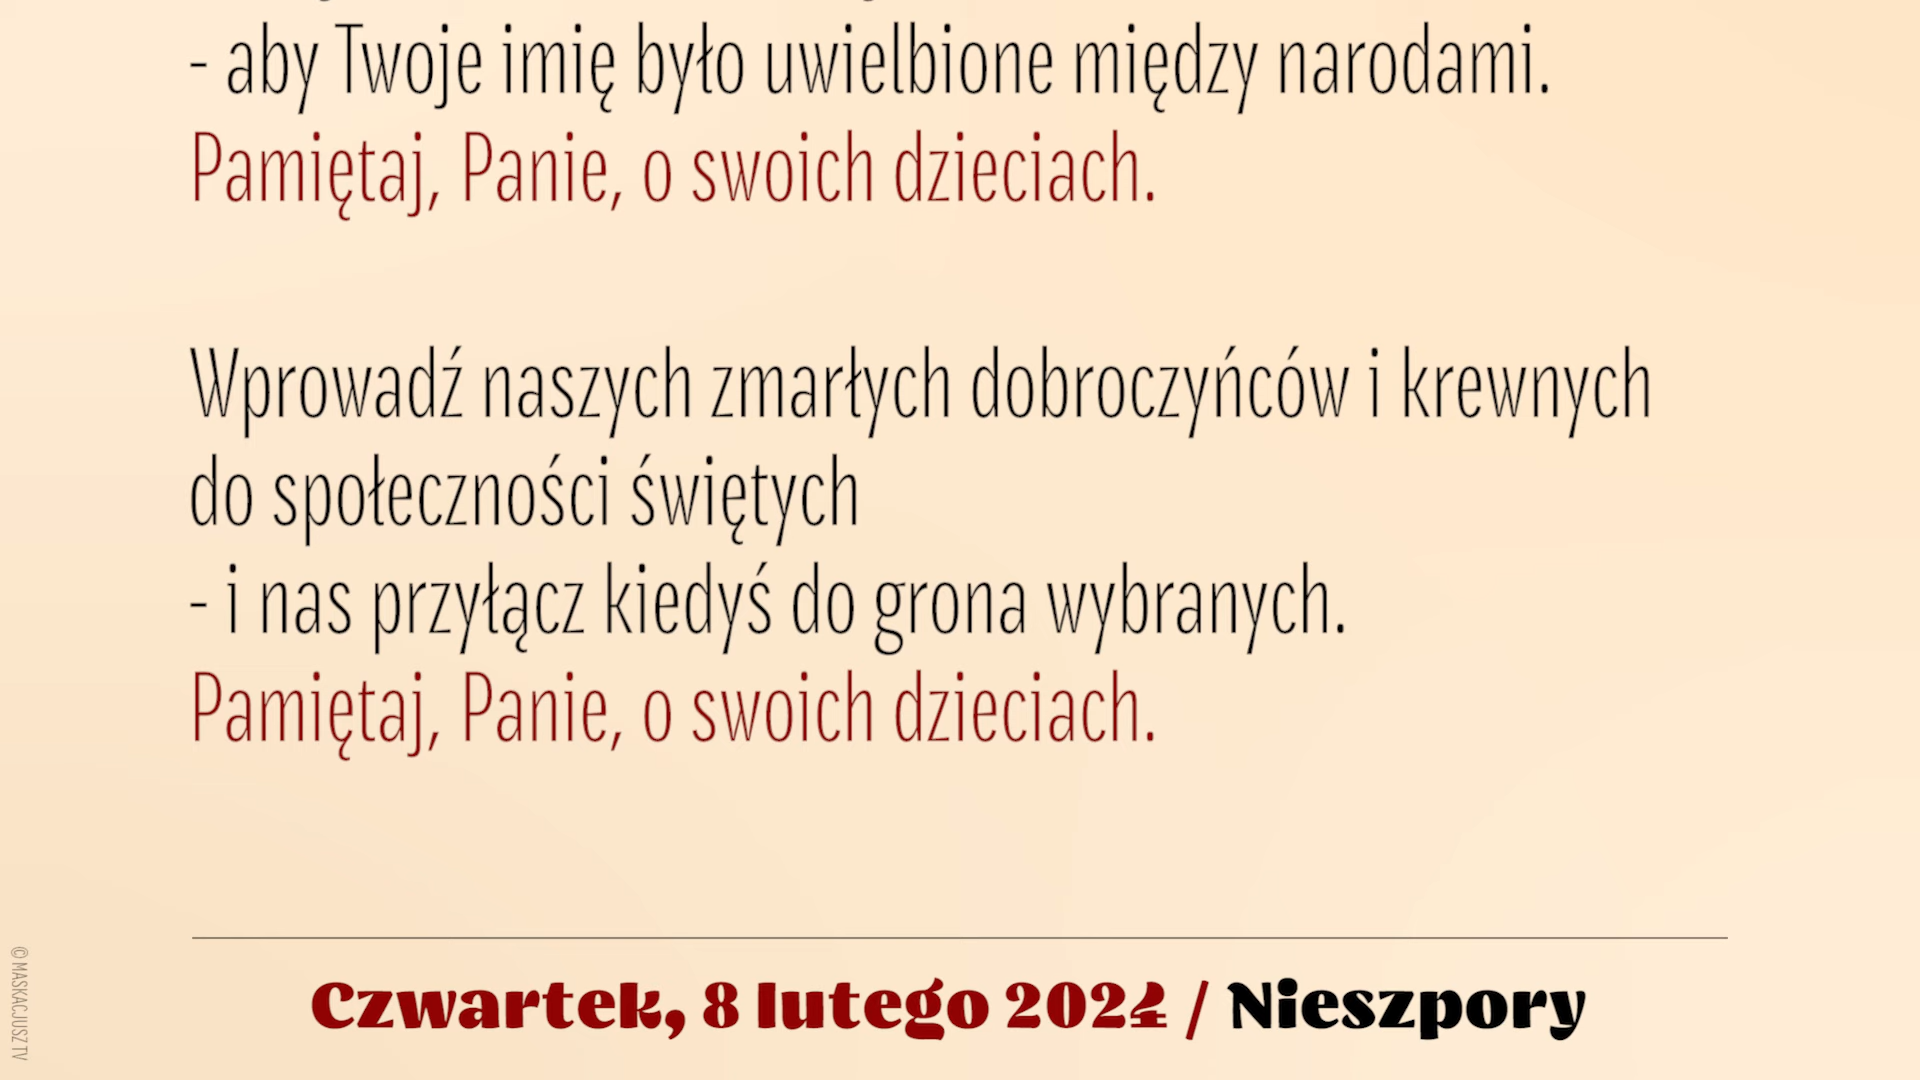 - aby Twoje imię było uwielbione między narodami.
Pamiętaj, Panie, o swoich dzieciach.
Wprowadź naszych zmarłych dobroczyńców i krewnych
do społeczności świętych
- i nas przyłącz kiedyś do grona wybranych.
Pamiętaj, Panie, o swoich dzieciach.
Czwartek, 8 lutego 2024 / Nieszpory
© MASKACJUSZ TV